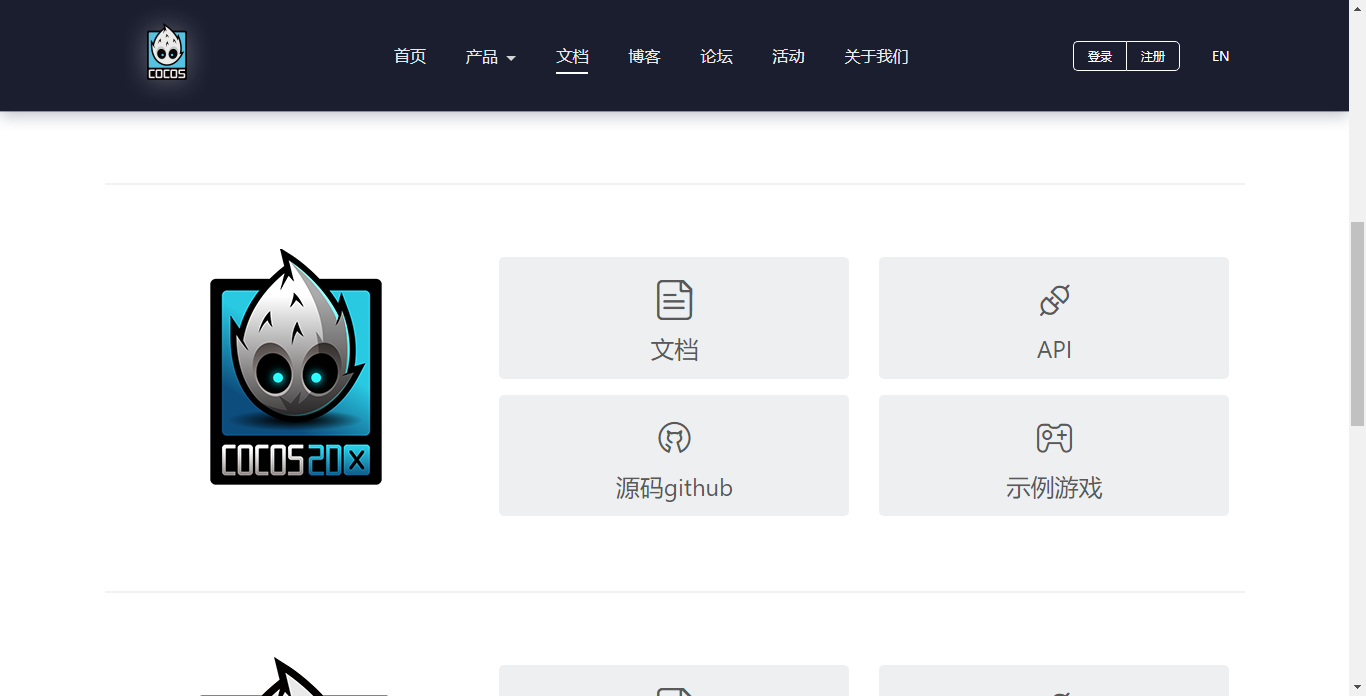 COCOS
首页 产品 文档 博客 论坛 活动 关于我们 登录 注册 EN
COCOS2DX
文档
API
源码github
示例游戏